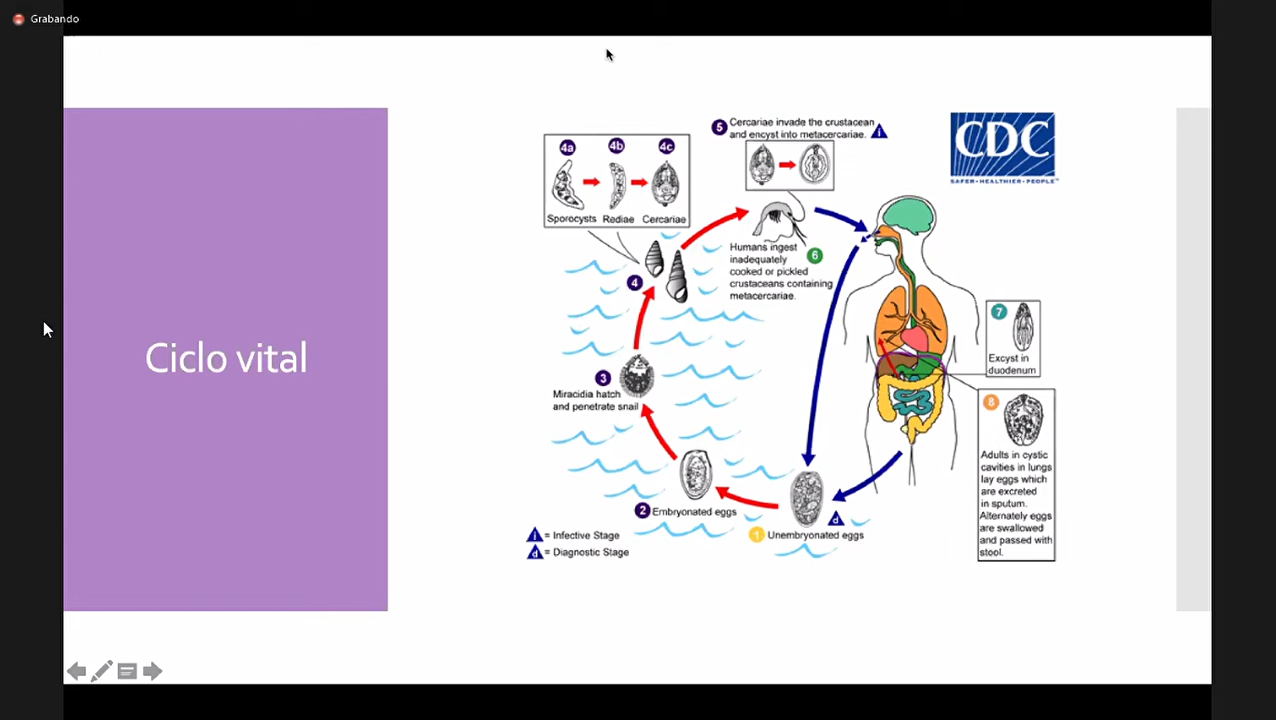 Grabando
Ciclo vital
4a
4b
4c
Sporocysts
Rediae
Cercariae
5
Cercariae invade the crustacean
and encyst into metacercariae.
i
CDC
SAFER·HEALTHIER·PEOPLE™
Humans ingest
inadequately
cooked or pickled
crustaceans containing
metacercariae.
6
4
7
Excyst in
duodenum
3
Miracidia hatch
and penetrate snail
8
Adults in cystic
cavities in lungs
lay eggs which
are excreted
in sputum.
Alternately eggs
are swallowed
and passed with
stool.
2
Embryonated eggs
d
1
Unembryonated eggs
i = Infective Stage
d = Diagnostic Stage